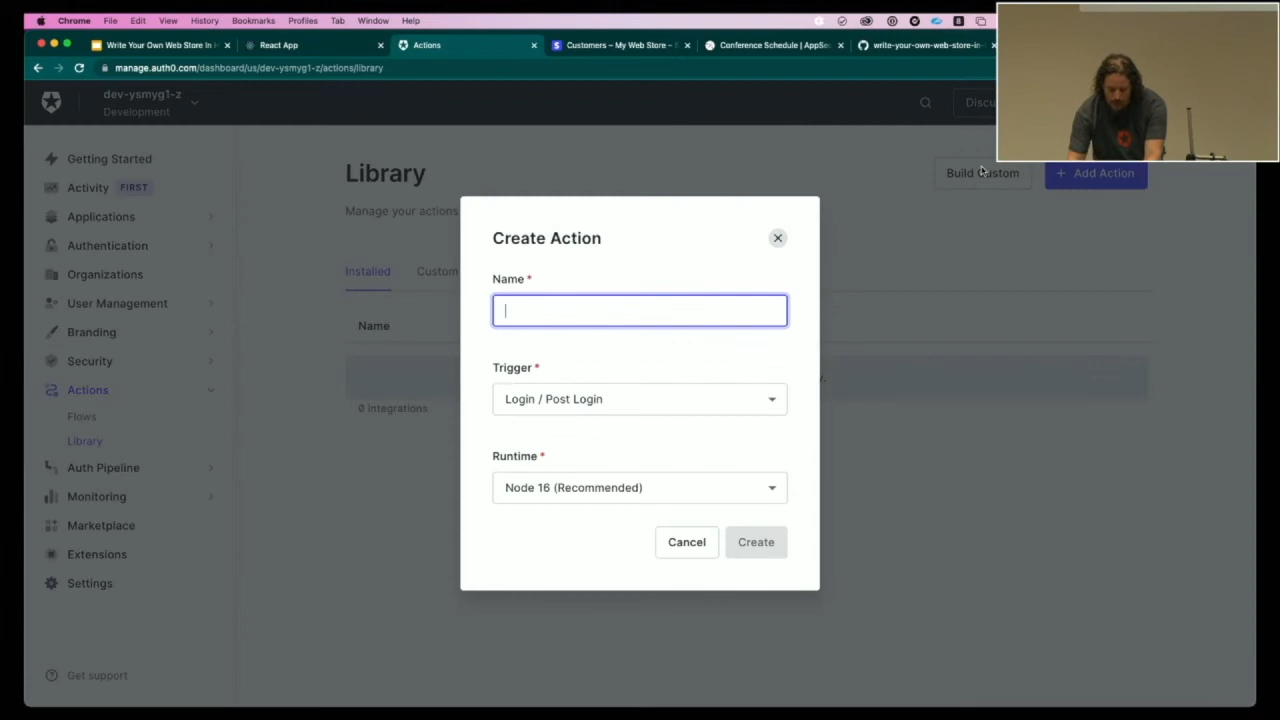 Chrome File Edit View History Bookmarks Profiles Tab Window Help
Write Your Own Web Store In
React App
Actions
Customers – My Web Store –
Conference Schedule | AppSe
write-your-own-web-store-in-
manage.auth0.com/dashboard/us/dev-ysmyg1-z/actions/library
dev-ysmyg1-z
Development
Discu
Getting Started
Activity FIRST
Applications
Authentication
Organizations
User Management
Branding
Security
Actions
Flows
Library
Auth Pipeline
Monitoring
Marketplace
Extensions
Settings
Get support
Library
Build Custom
+ Add Action
Manage your actions
Installed Custom
Name
0 integrations
Create Action
Name *
Trigger *
Login / Post Login
Runtime *
Node 16 (Recommended)
Cancel
Create